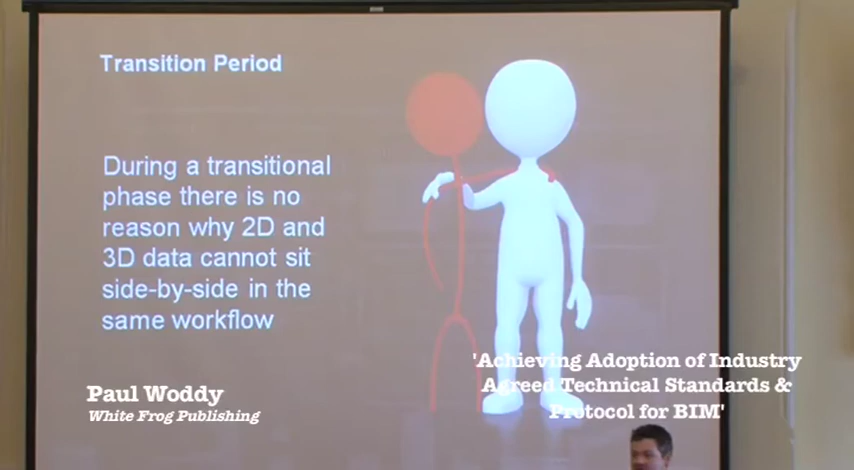 Transition Period
During a transitional
phase there is no
reason why 2D and
3D data cannot sit
side-by-side in the
same workflow
'Achieving Adoption of Industry
Agreed Technical Standards &
Protocol for BIM'
Paul Woddy
White Frog Publishing